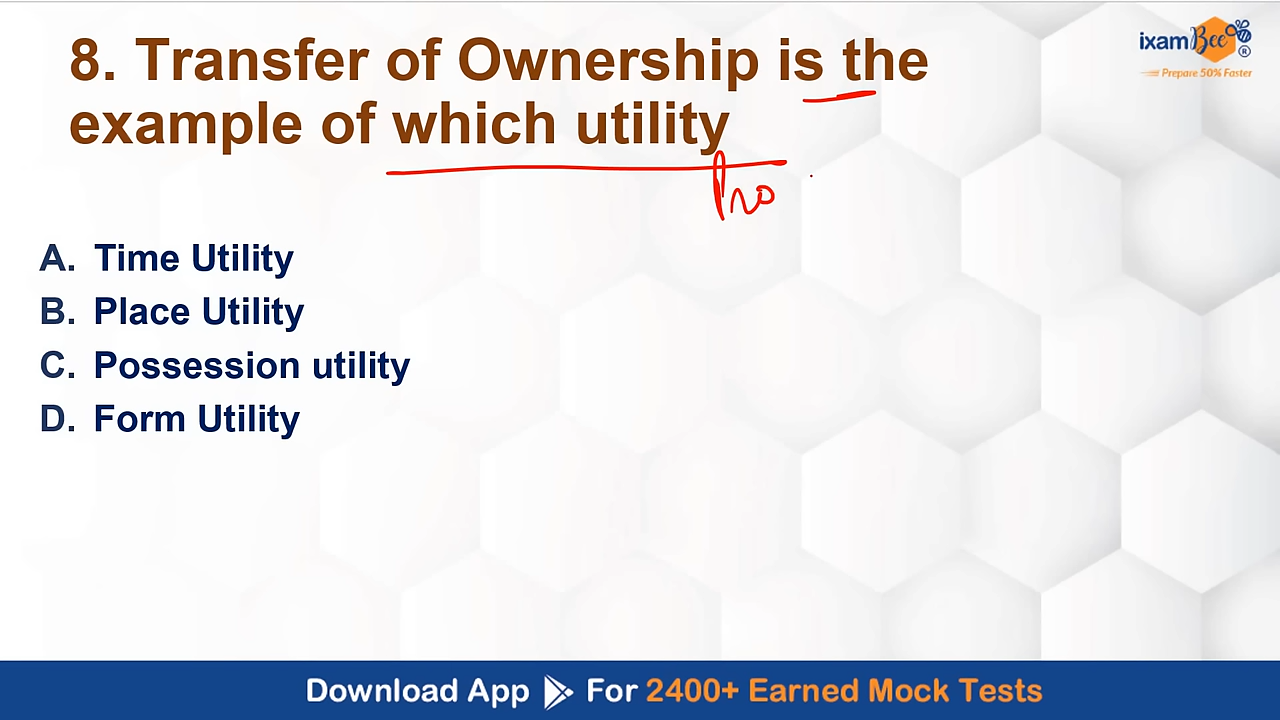 8. Transfer of Ownership is the
example of which utility
A. Time Utility
B. Place Utility
C. Possession utility
D. Form Utility
ixamBee®
Prepare 50% Faster
Download App For 2400+ Earned Mock Tests